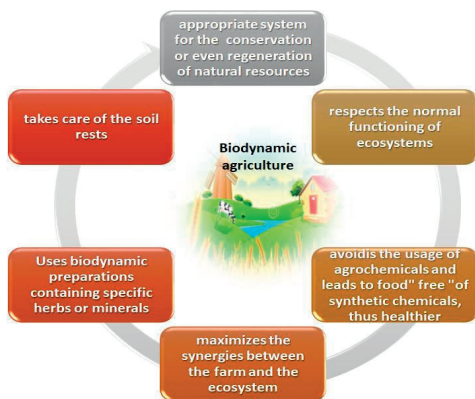 appropriate system
for the conservation
or even regeneration
of natural resources
respects the normal
functioning of
ecosystems
avoidis the usage of
agrochemicals and
leads to food" free "of
synthetic chemicals,
thus healthier
maximizes the
synergies between
the farm and the
ecosystem
Uses biodynamic
preparations
containing specific
herbs or minerals
takes care of the soil
rests
Biodynamic
agriculture